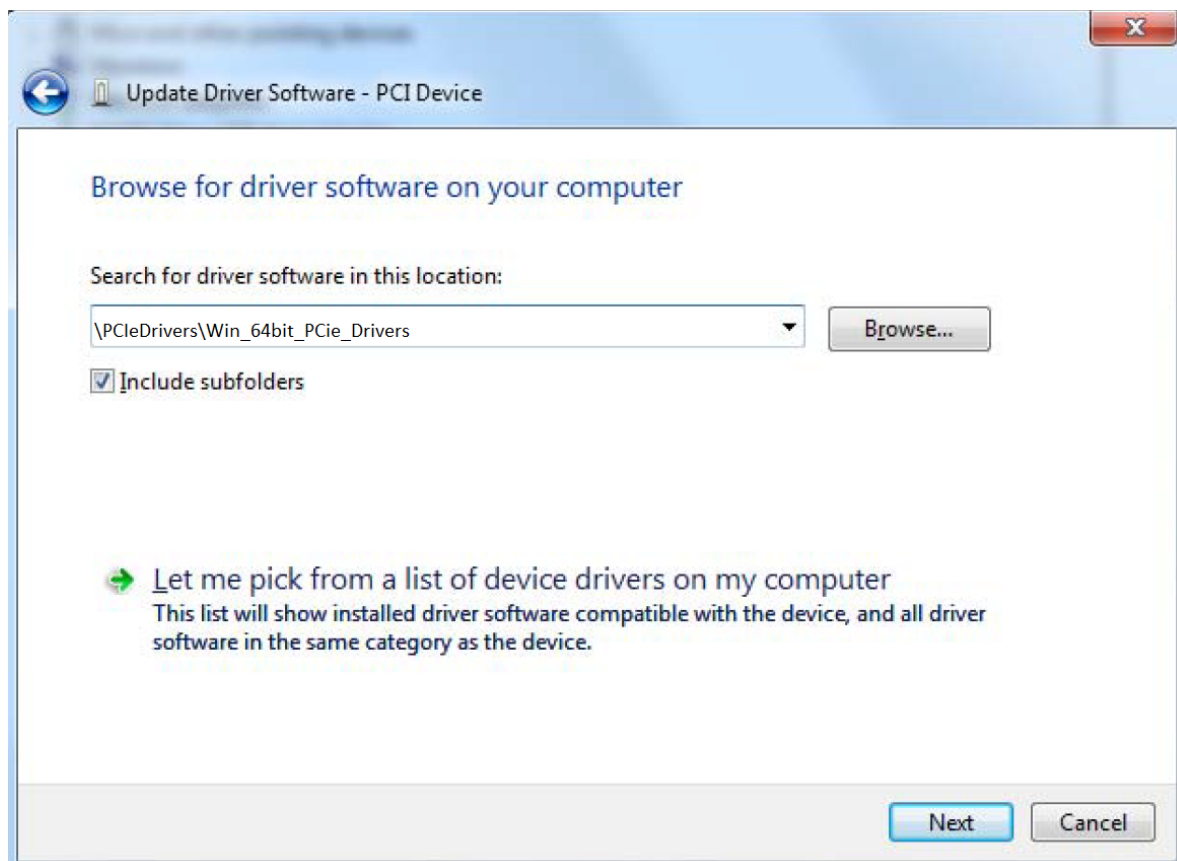 Update Driver Software - PCI Device
Browse for driver software on your computer
Search for driver software in this location:
\PCIeDrivers\Win_64bit_PCie_Drivers
Browse...
Include subfolders
Let me pick from a list of device drivers on my computer
This list will show installed driver software compatible with the device, and all driver
software in the same category as the device.
Next
Cancel